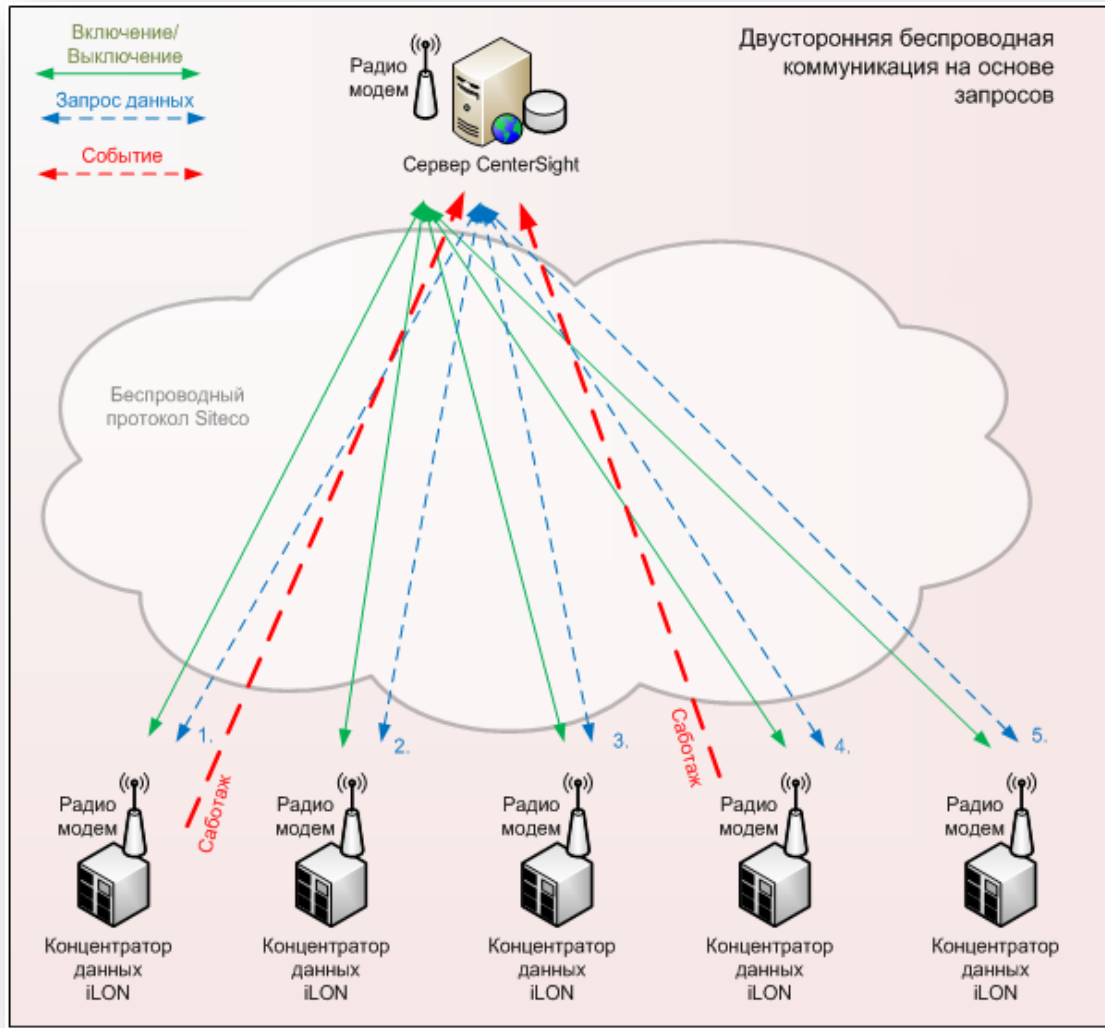 Включение/
Выключение
Запрос данных
Событие
Радио
модем
Сервер CenterSight
Двусторонняя беспроводная
коммуникация на основе
запросов
Беспроводный
протокол Siteco
1.
2.
3.
4.
5.
Саботаж
Саботаж
Радио
модем
Радио
модем
Радио
модем
Радио
модем
Радио
модем
Концентратор
данных
iLON
Концентратор
данных
iLON
Концентратор
данных
iLON
Концентратор
данных
iLON
Концентратор
данных
iLON